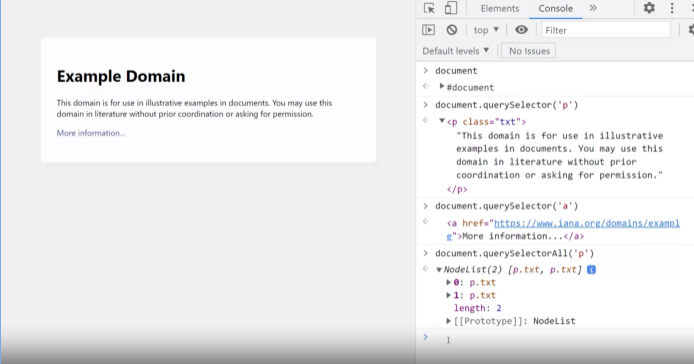 Example Domain
This domain is for use in illustrative examples in documents. You may use this
domain in literature without prior coordination or asking for permission.
More information...
Elements Console »
top ▼ Filter
Default levels ▼ No Issues
> document
▶ #document
> document.querySelector('p')
▼<p class="txt">
"This domain is for use in illustrative
examples in documents. You may use this
domain in literature without prior
coordination or asking for permission."
</p>
> document.querySelector('a')
<a href="https://www.iana.org/domains/exampl
e">More information...</a>
> document.querySelectorAll('p')
▼NodeList(2) [p.txt, p.txt] i
▶0: p.txt
▶1: p.txt
length: 2
▶[[Prototype]]: NodeList
>